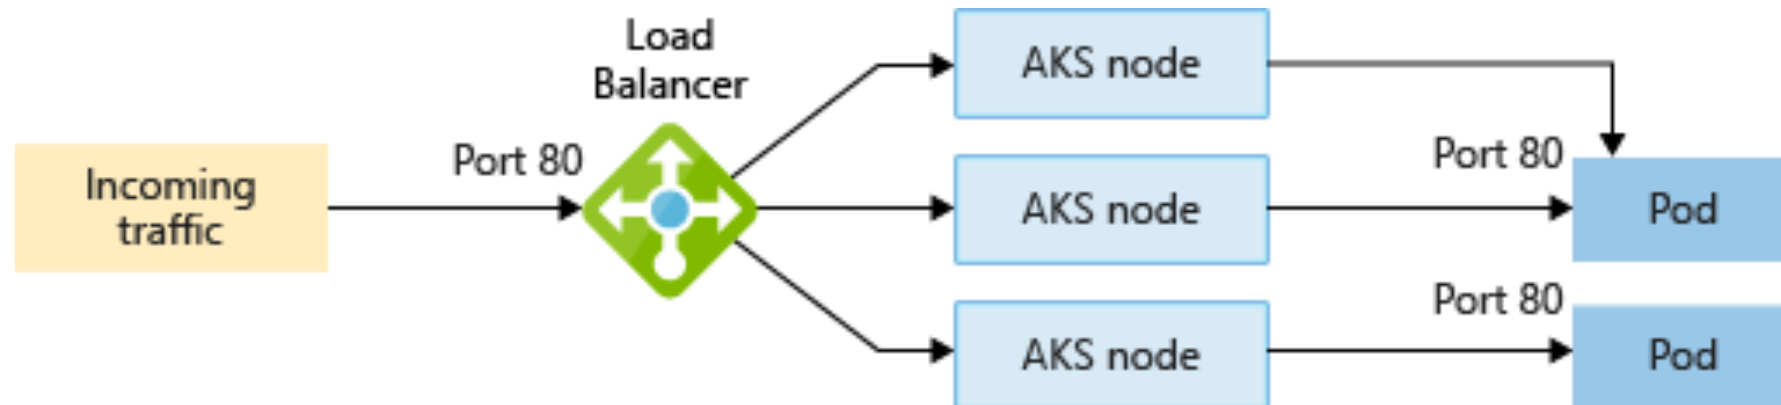 Incoming
traffic
Port 80
Load
Balancer
AKS node
AKS node
AKS node
Port 80
Pod
Port 80
Pod